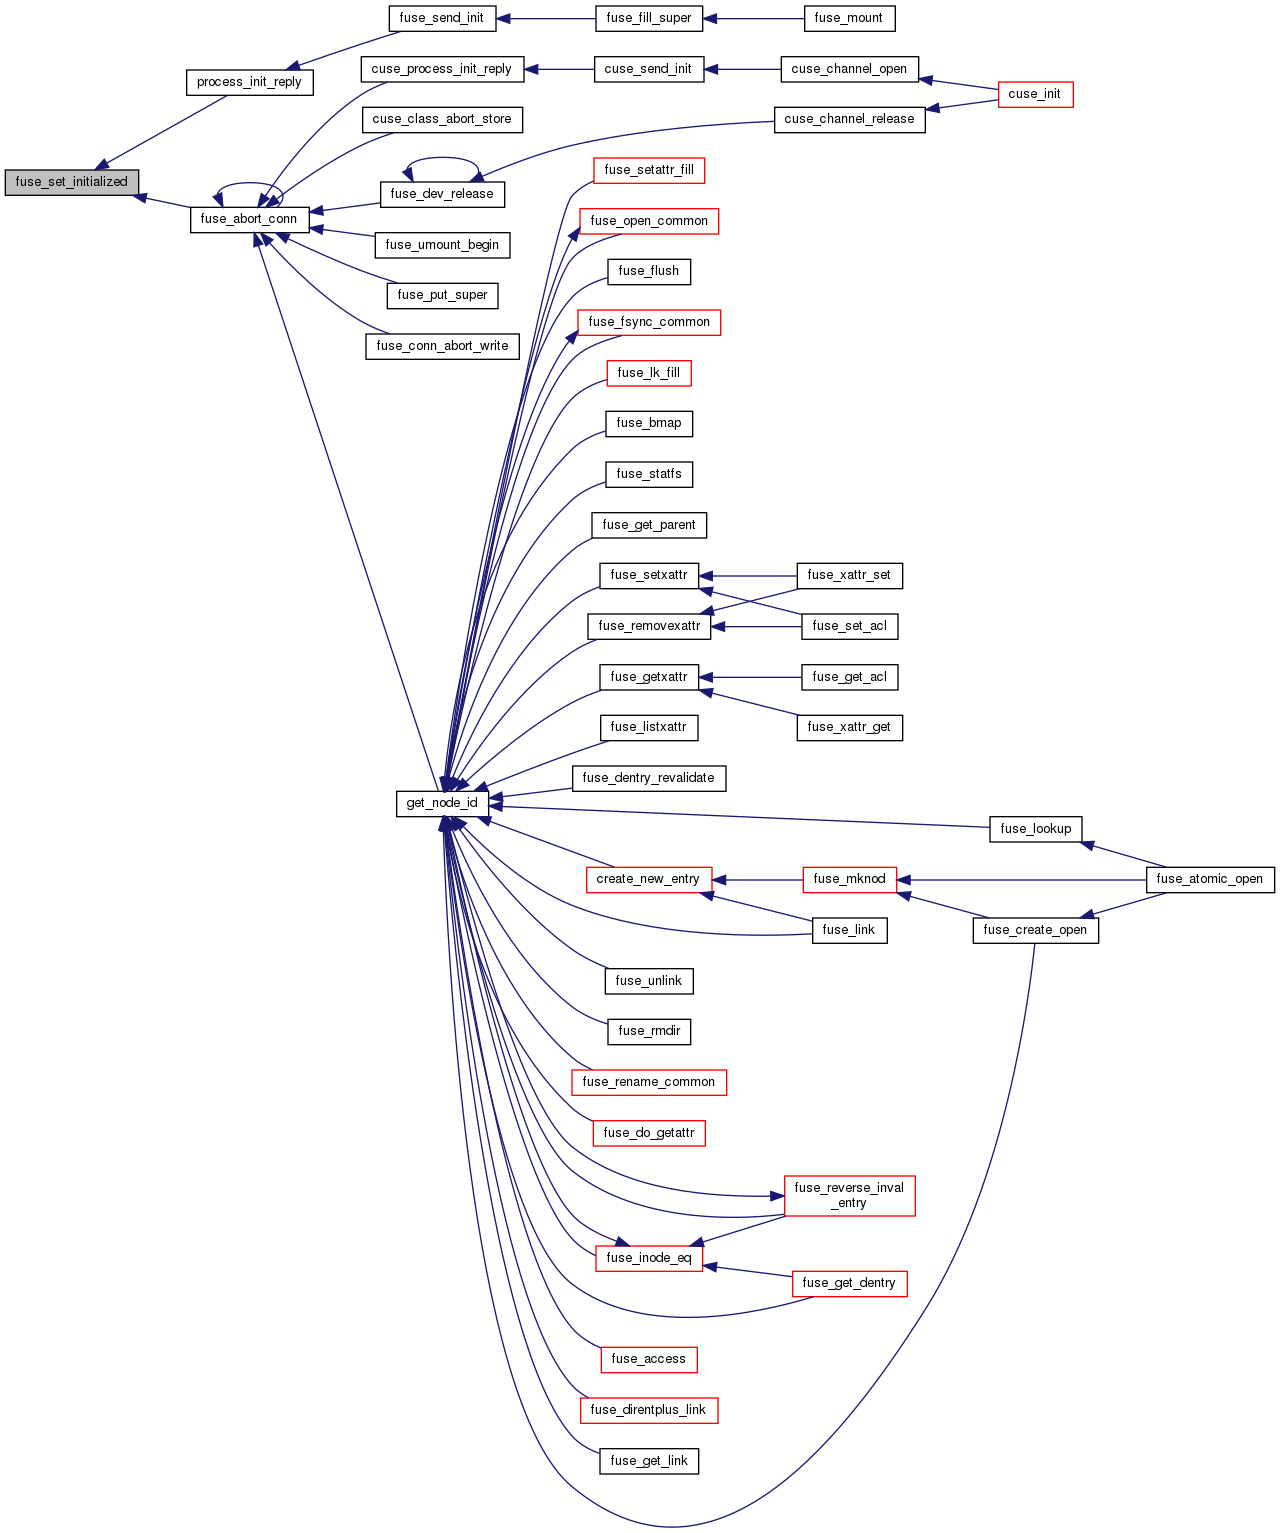 fuse_send_init
fuse_fill_super
fuse_mount
process_init_reply
cuse_process_init_reply
cuse_send_init
cuse_channel_open
cuse_init
cuse_class_abort_store
cuse_channel_release
fuse_set_initialized
fuse_setattr_fill
fuse_dev_release
fuse_abort_conn
fuse_open_common
fuse_umount_begin
fuse_flush
fuse_put_super
fuse_fsync_common
fuse_conn_abort_write
fuse_lk_fill
fuse_bmap
fuse_statfs
fuse_get_parent
fuse_setxattr
fuse_xattr_set
fuse_removexattr
fuse_set_acl
fuse_getxattr
fuse_get_acl
fuse_listxattr
fuse_xattr_get
fuse_dentry_revalidate
get_node_id
fuse_lookup
create_new_entry
fuse_mknod
fuse_atomic_open
fuse_link
fuse_create_open
fuse_unlink
fuse_rmdir
fuse_rename_common
fuse_do_getattr
fuse_reverse_inval
_entry
fuse_inode_eq
fuse_get_dentry
fuse_access
fuse_direntplus_link
fuse_get_link